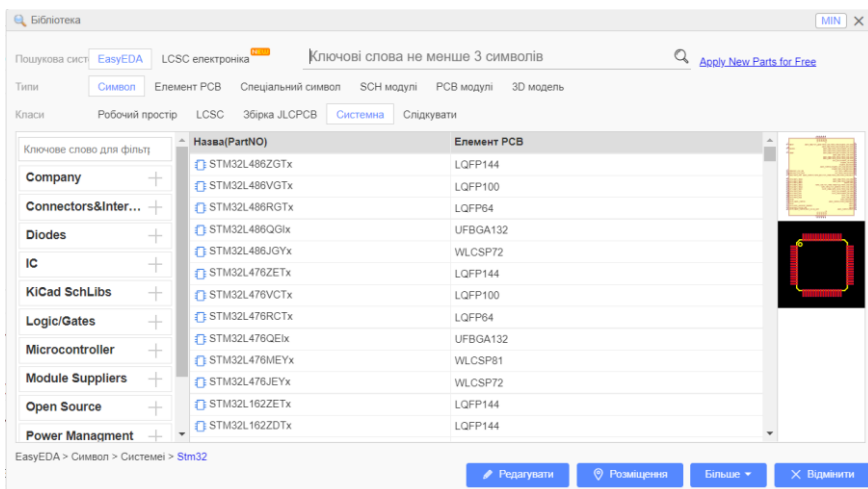 Бібліотека MIN
Пошукова сист EasyEDA LCSC електроніка Ключові слова не менше 3 символів Apply New Parts for Free
Типи Символ Елемент PCB Спеціальний символ SCH модулі PCB модулі 3D модель
Класи Робочий простір LCSC Збірка JLCPCB Системна Слідкувати
Ключове слово для фільтр Назва(PartNO) Елемент PCB
STM32L486ZGTx LQFP144
Company STM32L486VGTx LQFP100
Connectors&Inter... STM32L486RGTx LQFP64
Diodes STM32L486QGIx UFBGA132
STM32L486JGYx WLCSP72
IC STM32L476ZETx LQFP144
KiCad SchLibs STM32L476VCTx LQFP100
Logic/Gates STM32L476RCTx LQFP64
STM32L476QEIx UFBGA132
Microcontroller STM32L476MEYx WLCSP81
Module Suppliers STM32L476JEYx WLCSP72
Open Source STM32L162ZETx LQFP144
Power Managment STM32L162ZDTx LQFP144
EasyEDA > Символ > Системеі > Stm32
Редагувати Розміщення Більше Відмінити